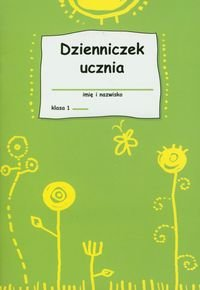 Dzienniczek
ucznia
imię i nazwisko
klasa 1